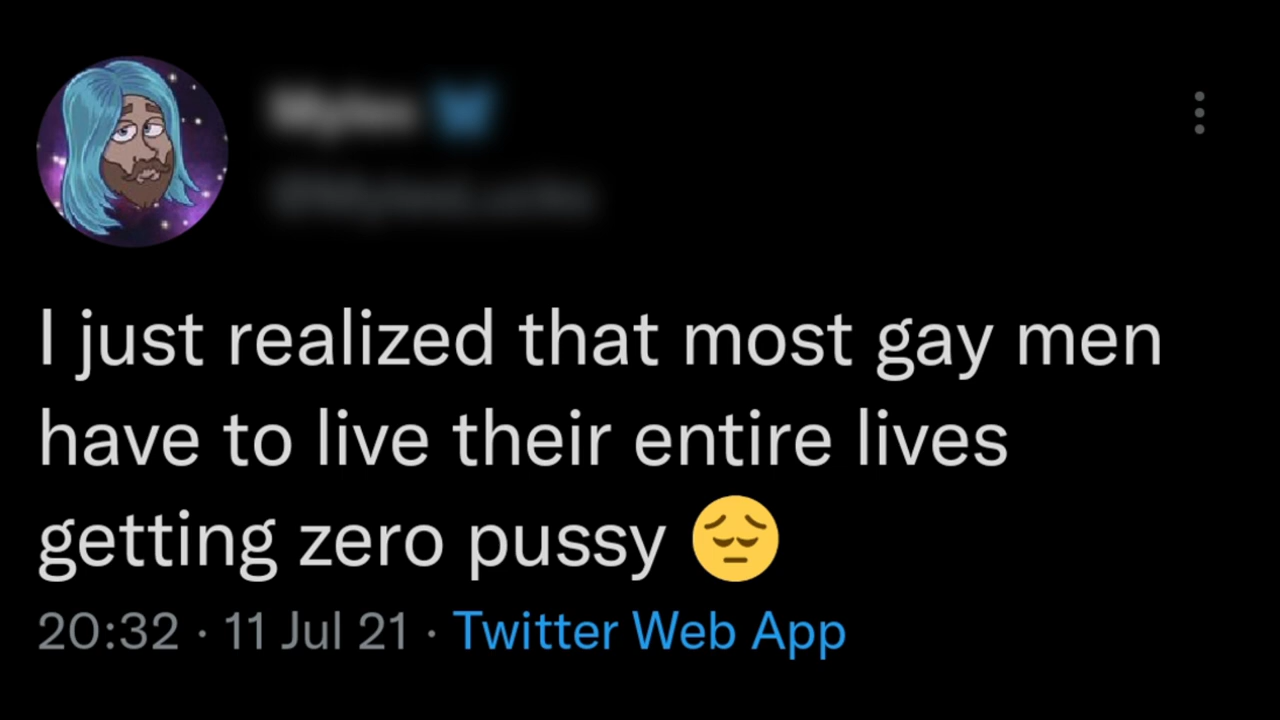 I just realized that most gay men
have to live their entire lives
getting zero pussy 😔
20:32 · 11 Jul 21 · Twitter Web App